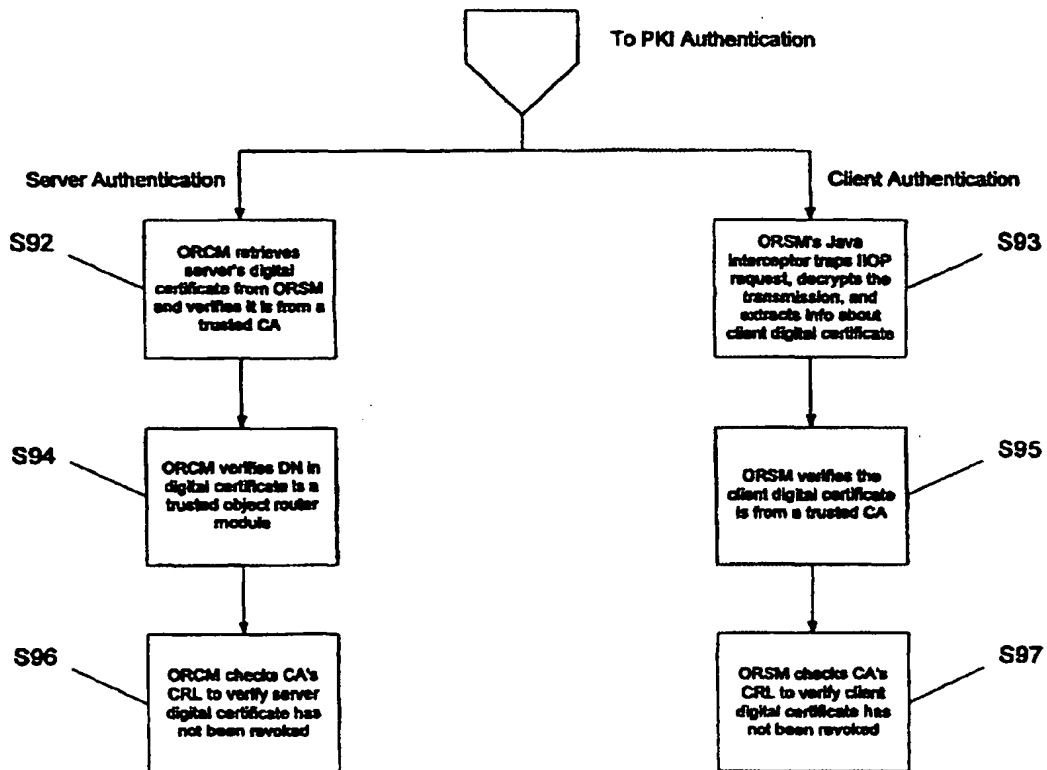 To PKI Authentication
Server Authentication
Client Authentication
S92
ORCM retrieves
server's digital
certificate from ORSM
and verifies it is from a
trusted CA
S93
ORSM's Java
Interceptor traps IIOP
request, decrypts the
transmission, and
extracts info about
client digital certificate
S94
ORCM verifies DN in
digital certificate is a
trusted object router
module
S95
ORSM verifies the
client digital certificate
is from a trusted CA
S96
ORCM checks CA's
CRL to verify server
digital certificate has
not been revoked
S97
ORSM checks CA's
CRL to verify client
digital certificate has
not been revoked